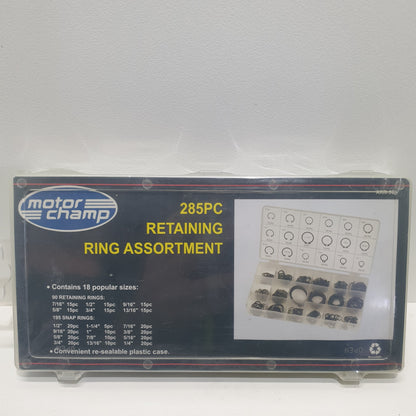 motor
champ
285PC
RETAINING
RING ASSORTMENT
• Contains 18 popular sizes:
90 RETAINING RINGS:
7/16" 15pc 1/2" 15pc 9/16" 15pc
5/8" 15pc 3/4" 15pc 13/16" 15pc
195 SNAP RINGS:
1/2" 20pc 1-1/4" 5pc 7/16" 20pc
9/16" 20pc 1" 10pc 3/8" 20pc
5/8" 20pc 7/8" 10pc 5/16" 20pc
3/4" 20pc 13/16" 10pc 1/4" 20pc
• Convenient re-sealable plastic case.
OPEN